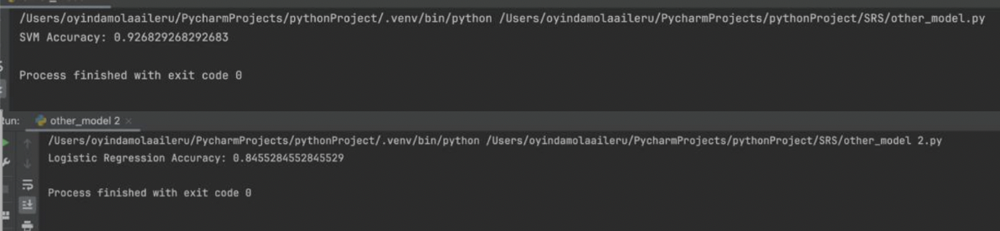 /Users/oyindamolaaileru/PycharmProjects/pythonProject/.venv/bin/python /Users/oyindamolaaileru/PycharmProjects/pythonProject/SRS/other_model.py
SVM Accuracy: 0.926829268292683
Process finished with exit code 0
Run:
other_model 2
/Users/oyindamolaaileru/PycharmProjects/pythonProject/.venv/bin/python /Users/oyindamolaaileru/PycharmProjects/pythonProject/SRS/other_model 2.py
Logistic Regression Accuracy: 0.8455284552845529
Process finished with exit code 0